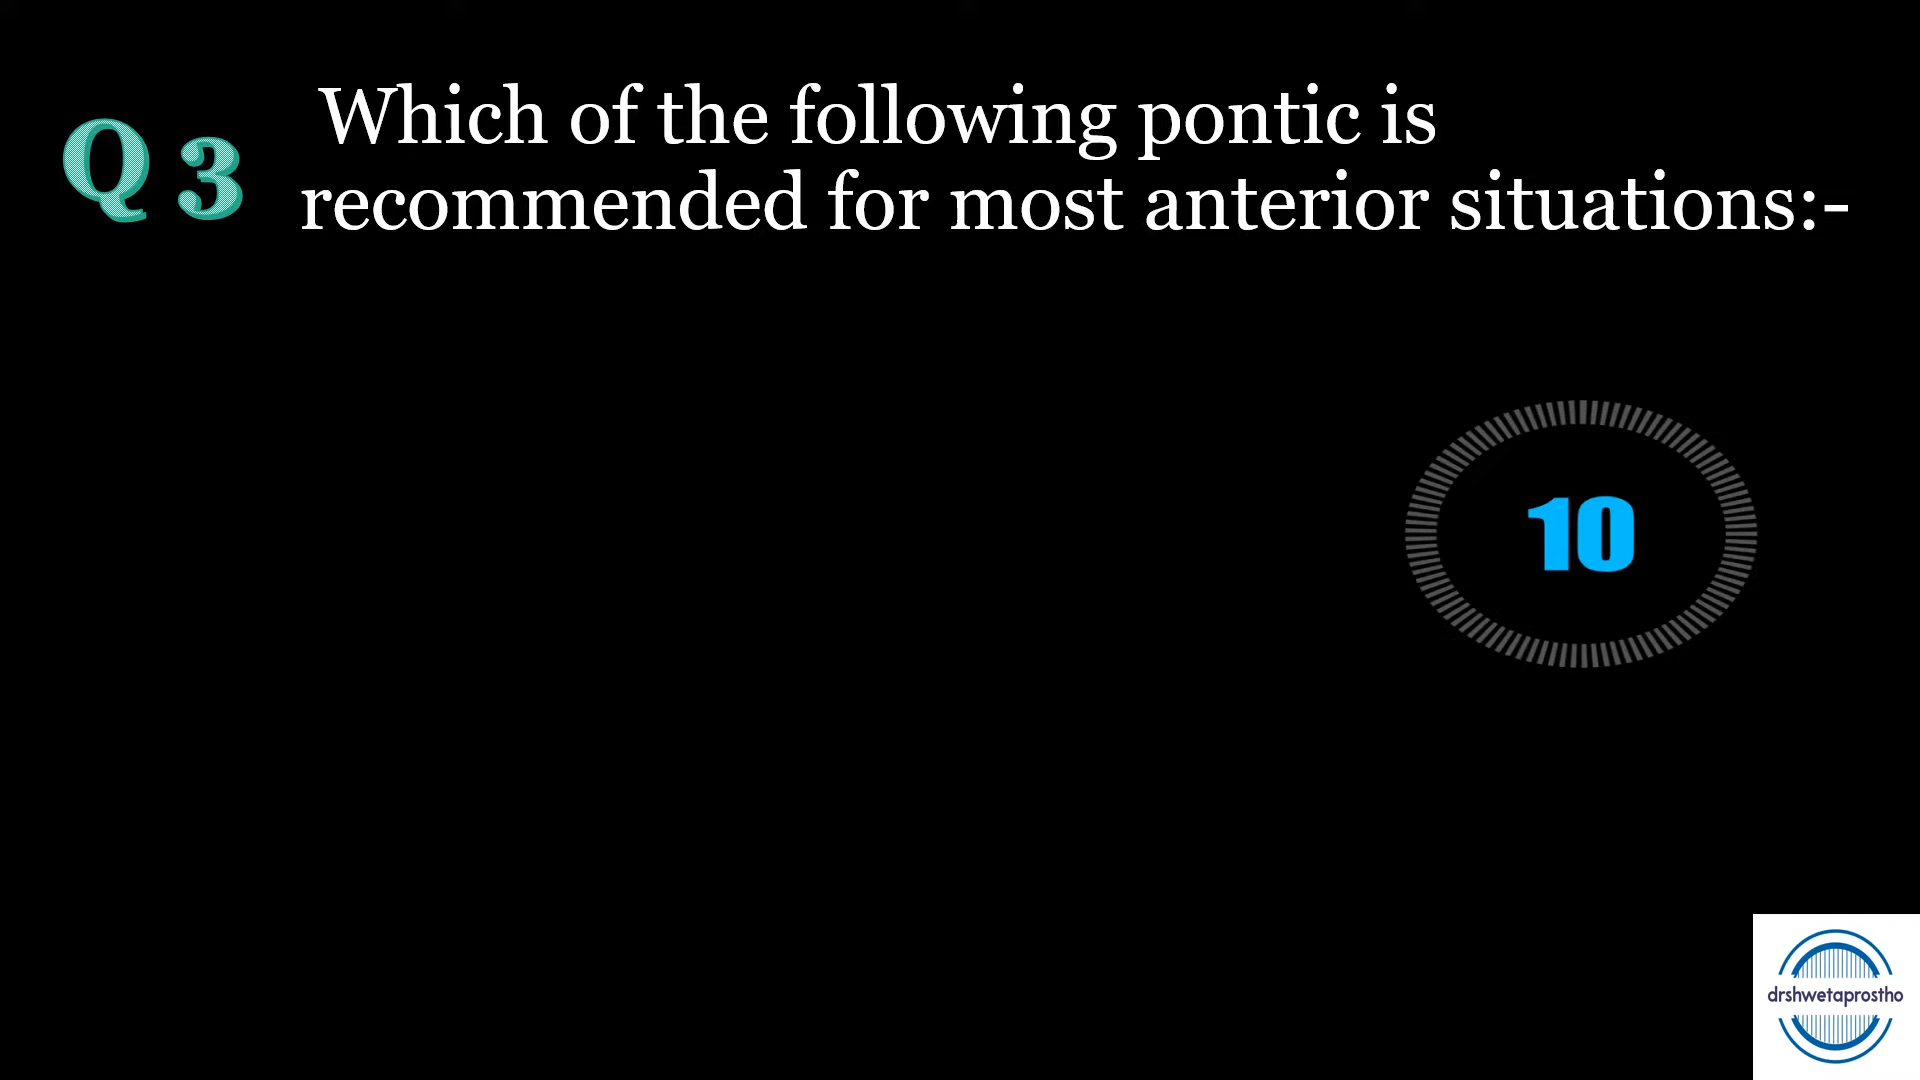 Q 3
Which of the following pontic is
recommended for most anterior situations:-
10
drshwetaprostho